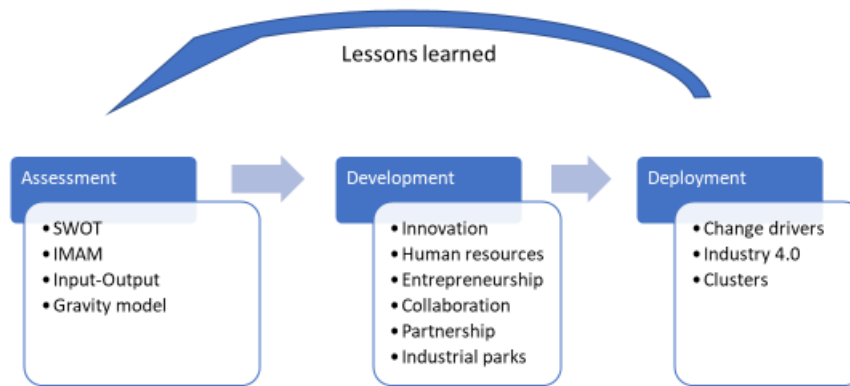 Lessons learned
Assessment
• SWOT
• IMAM
• Input-Output
• Gravity model
Development
• Innovation
• Human resources
• Entrepreneurship
• Collaboration
• Partnership
• Industrial parks
Deployment
• Change drivers
• Industry 4.0
• Clusters